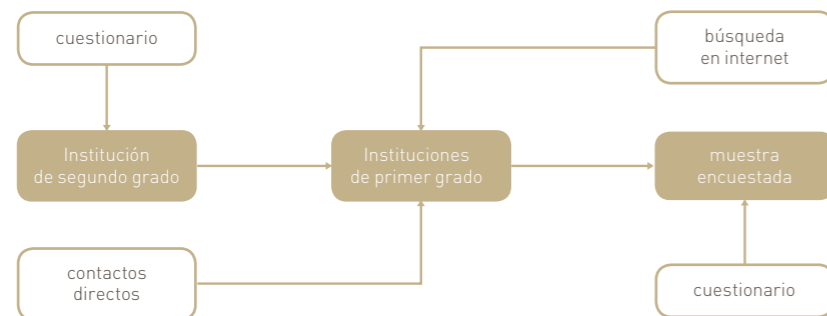 cuestionario
búsqueda
en internet
Institución
de segundo grado
Instituciones
de primer grado
muestra
encuestada
contactos
directos
cuestionario